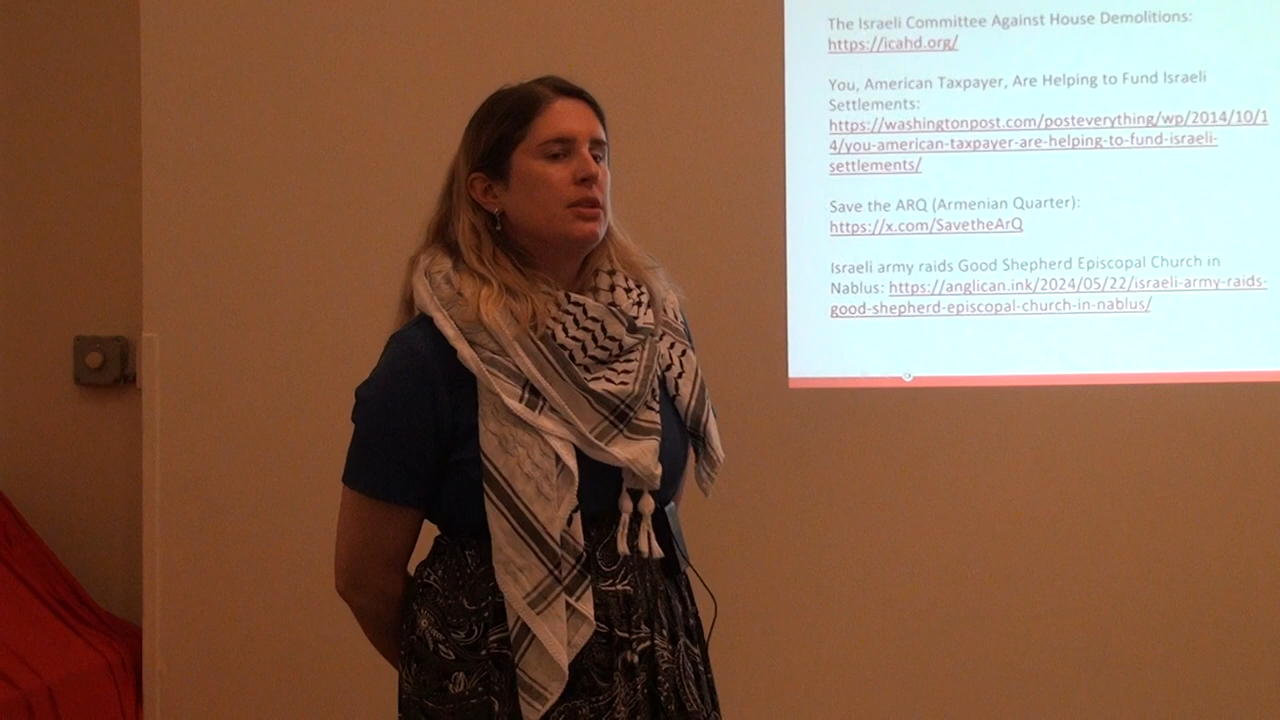 The Israeli Committee Against House Demolitions:
https://icahd.org/
You, American Taxpayer, Are Helping to Fund Israeli
Settlements:
https://washingtonpost.com/posteverything/wp/2014/10/1
4/you-american-taxpayer-are-helping-to-fund-israeli-
settlements/
Save the ARQ (Armenian Quarter):
https://x.com/SavetheArQ
Israeli army raids Good Shepherd Episcopal Church in
Nablus: https://anglican.ink/2024/05/22/israeli-army-raids-
good-shepherd-episcopal-church-in-nablus/